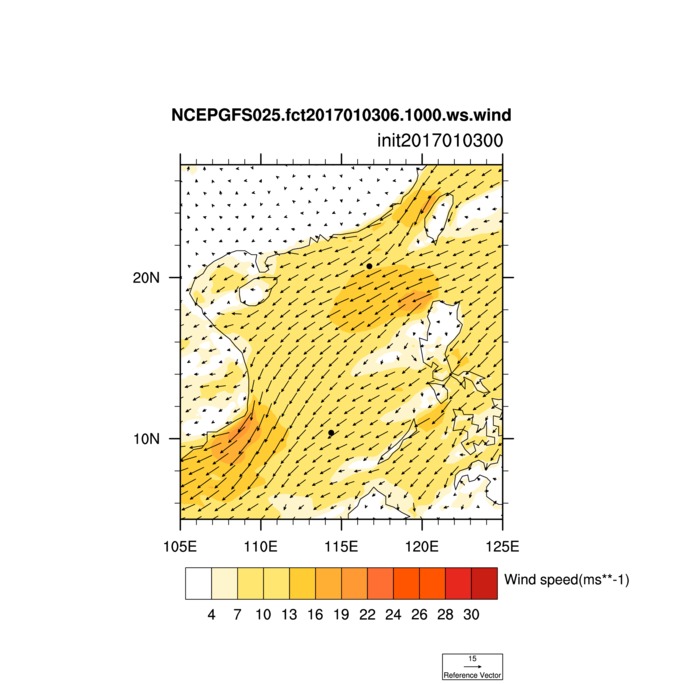 NCEPGFS025.fct2017010306.1000.ws.wind
init2017010300
20N
10N
105E 110E 115E 120E 125E
Wind speed(ms**-1)
4 7 10 13 16 19 22 24 26 28 30
15
Reference Vector